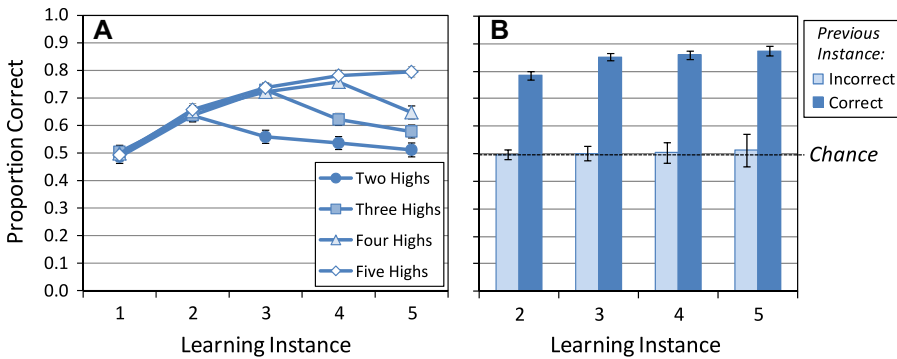 A
B
Proportion Correct
1.0
0.9
0.8
0.7
0.6
0.5
0.4
0.3
0.2
0.1
0.0
Two Highs
Three Highs
Four Highs
Five Highs
1 2 3 4 5
Learning Instance
2 3 4 5
Learning Instance
Previous
Instance:
Incorrect
Correct
Chance